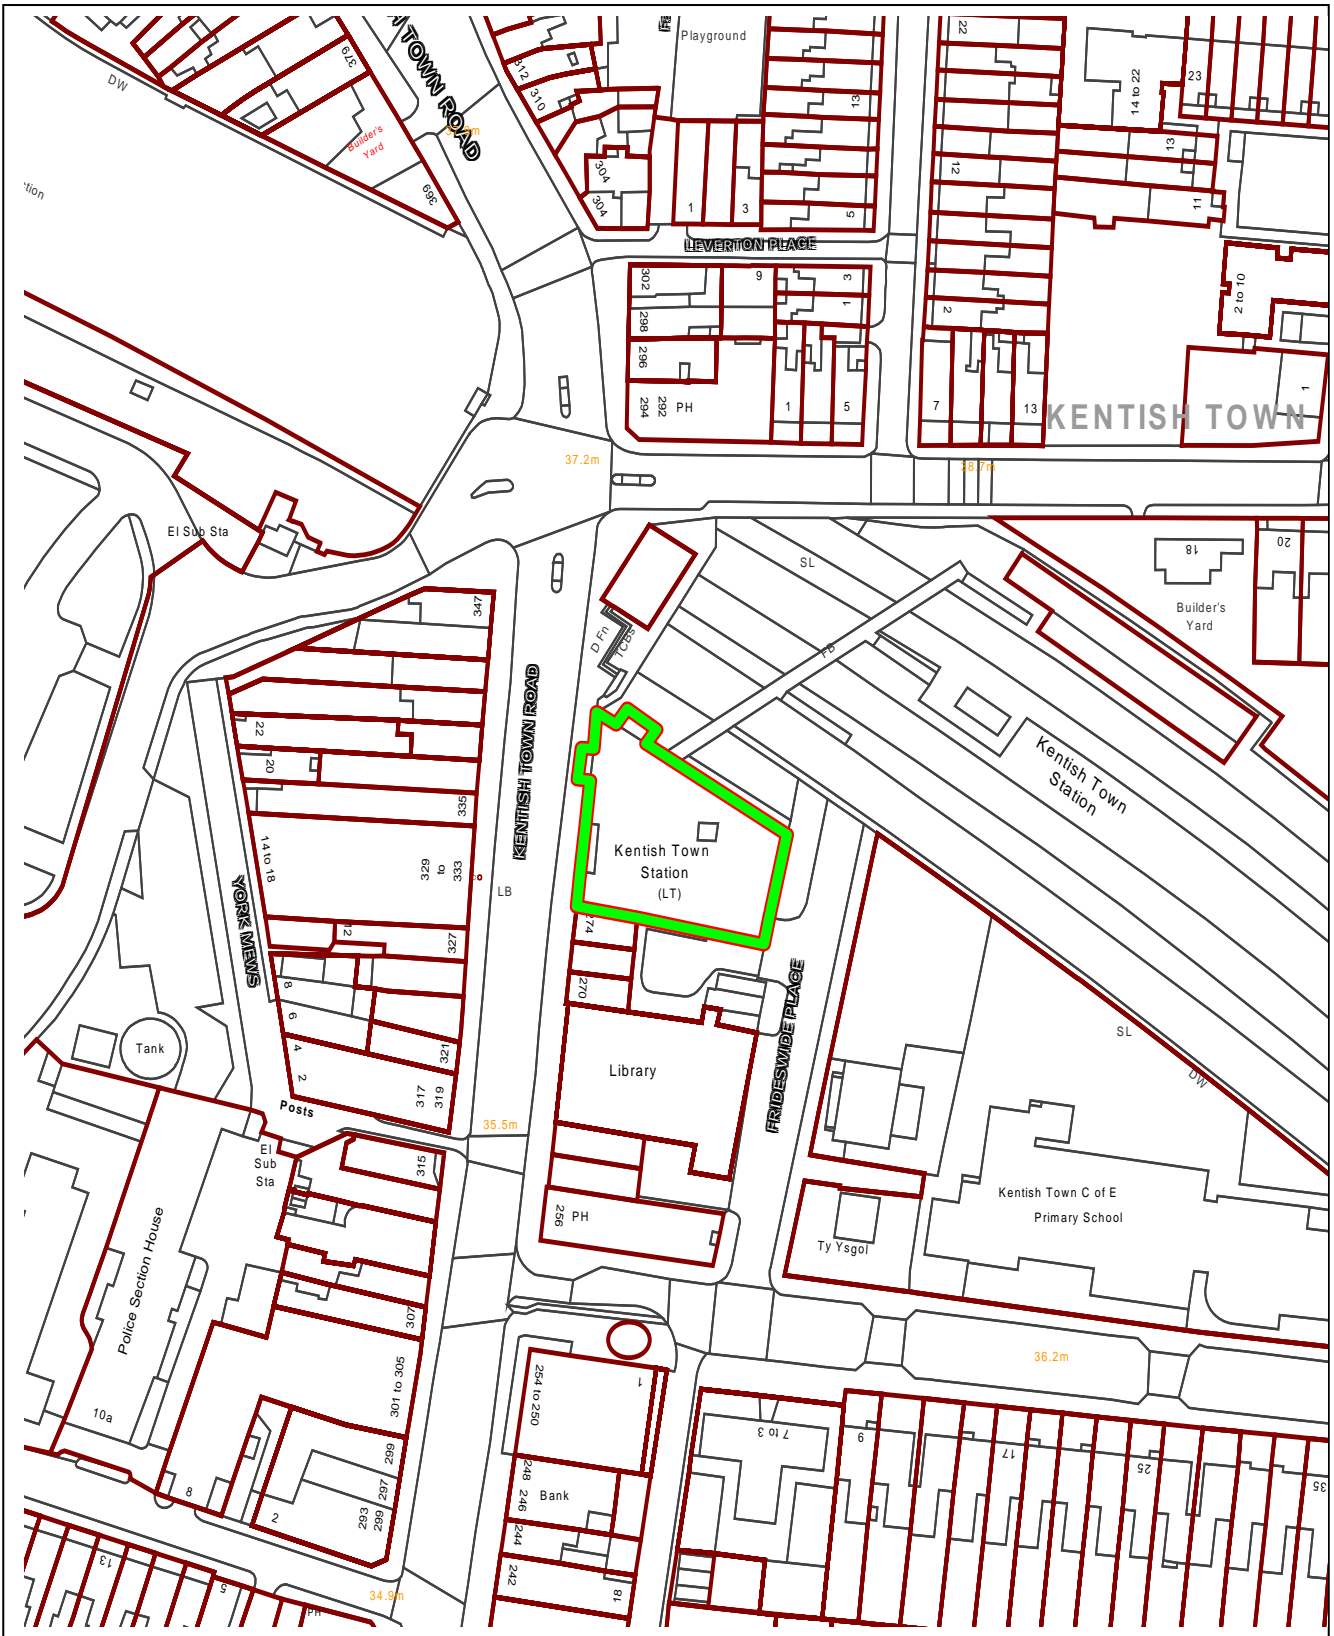 Playground
22
14 to 22
23
379
DW
TOWN ROAD
312
310
13
Builder's
Yard
369
304
304
1
3
5
12
13
11
LEVERTON PLACE
302
9
3
1
298
296
294
292
PH
1
5
2
7
13
2 to 10
1
KENTISH TOWN
37.2m
38.7m
El Sub Sta
SL
18
20
Builder's
Yard
347
D Fn
TCBs
FB
KENTISH TOWN ROAD
22
20
335
Kentish Town
Station
14 to 18
329
to
333
LB
Kentish Town
Station
(LT)
YORK MEWS
12
327
274
270
8
6
4
2
321
317
319
FRIDESWIDE PLACE
Tank
Library
SL
DW
Posts
35.5m
El
Sub
Sta
315
256
PH
Kentish Town C of E
Primary School
Ty Ysgol
Police Section House
307
301 to 305
36.2m
254 to 250
1
10a
299
297
299
293
8
2
248
246
Bank
244
242
18
7 to 3
9
17
25
35
13
5
34.9m
PH